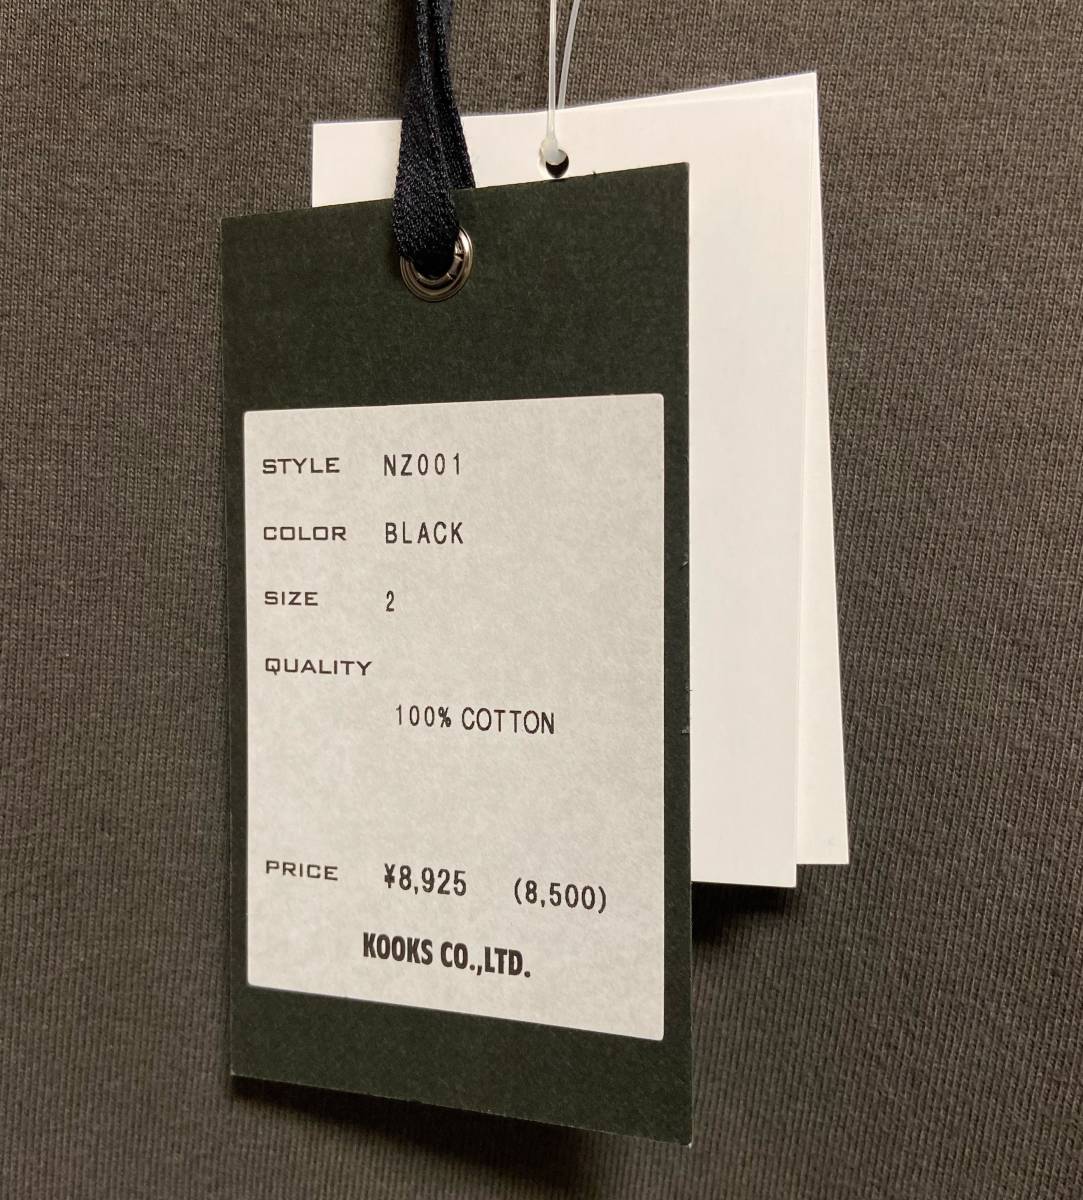 STYLE NZ001
COLOR BLACK
SIZE 2
QUALITY
100% COTTON
PRICE ¥8,925 (8,500)
KOOKS CO.,LTD.